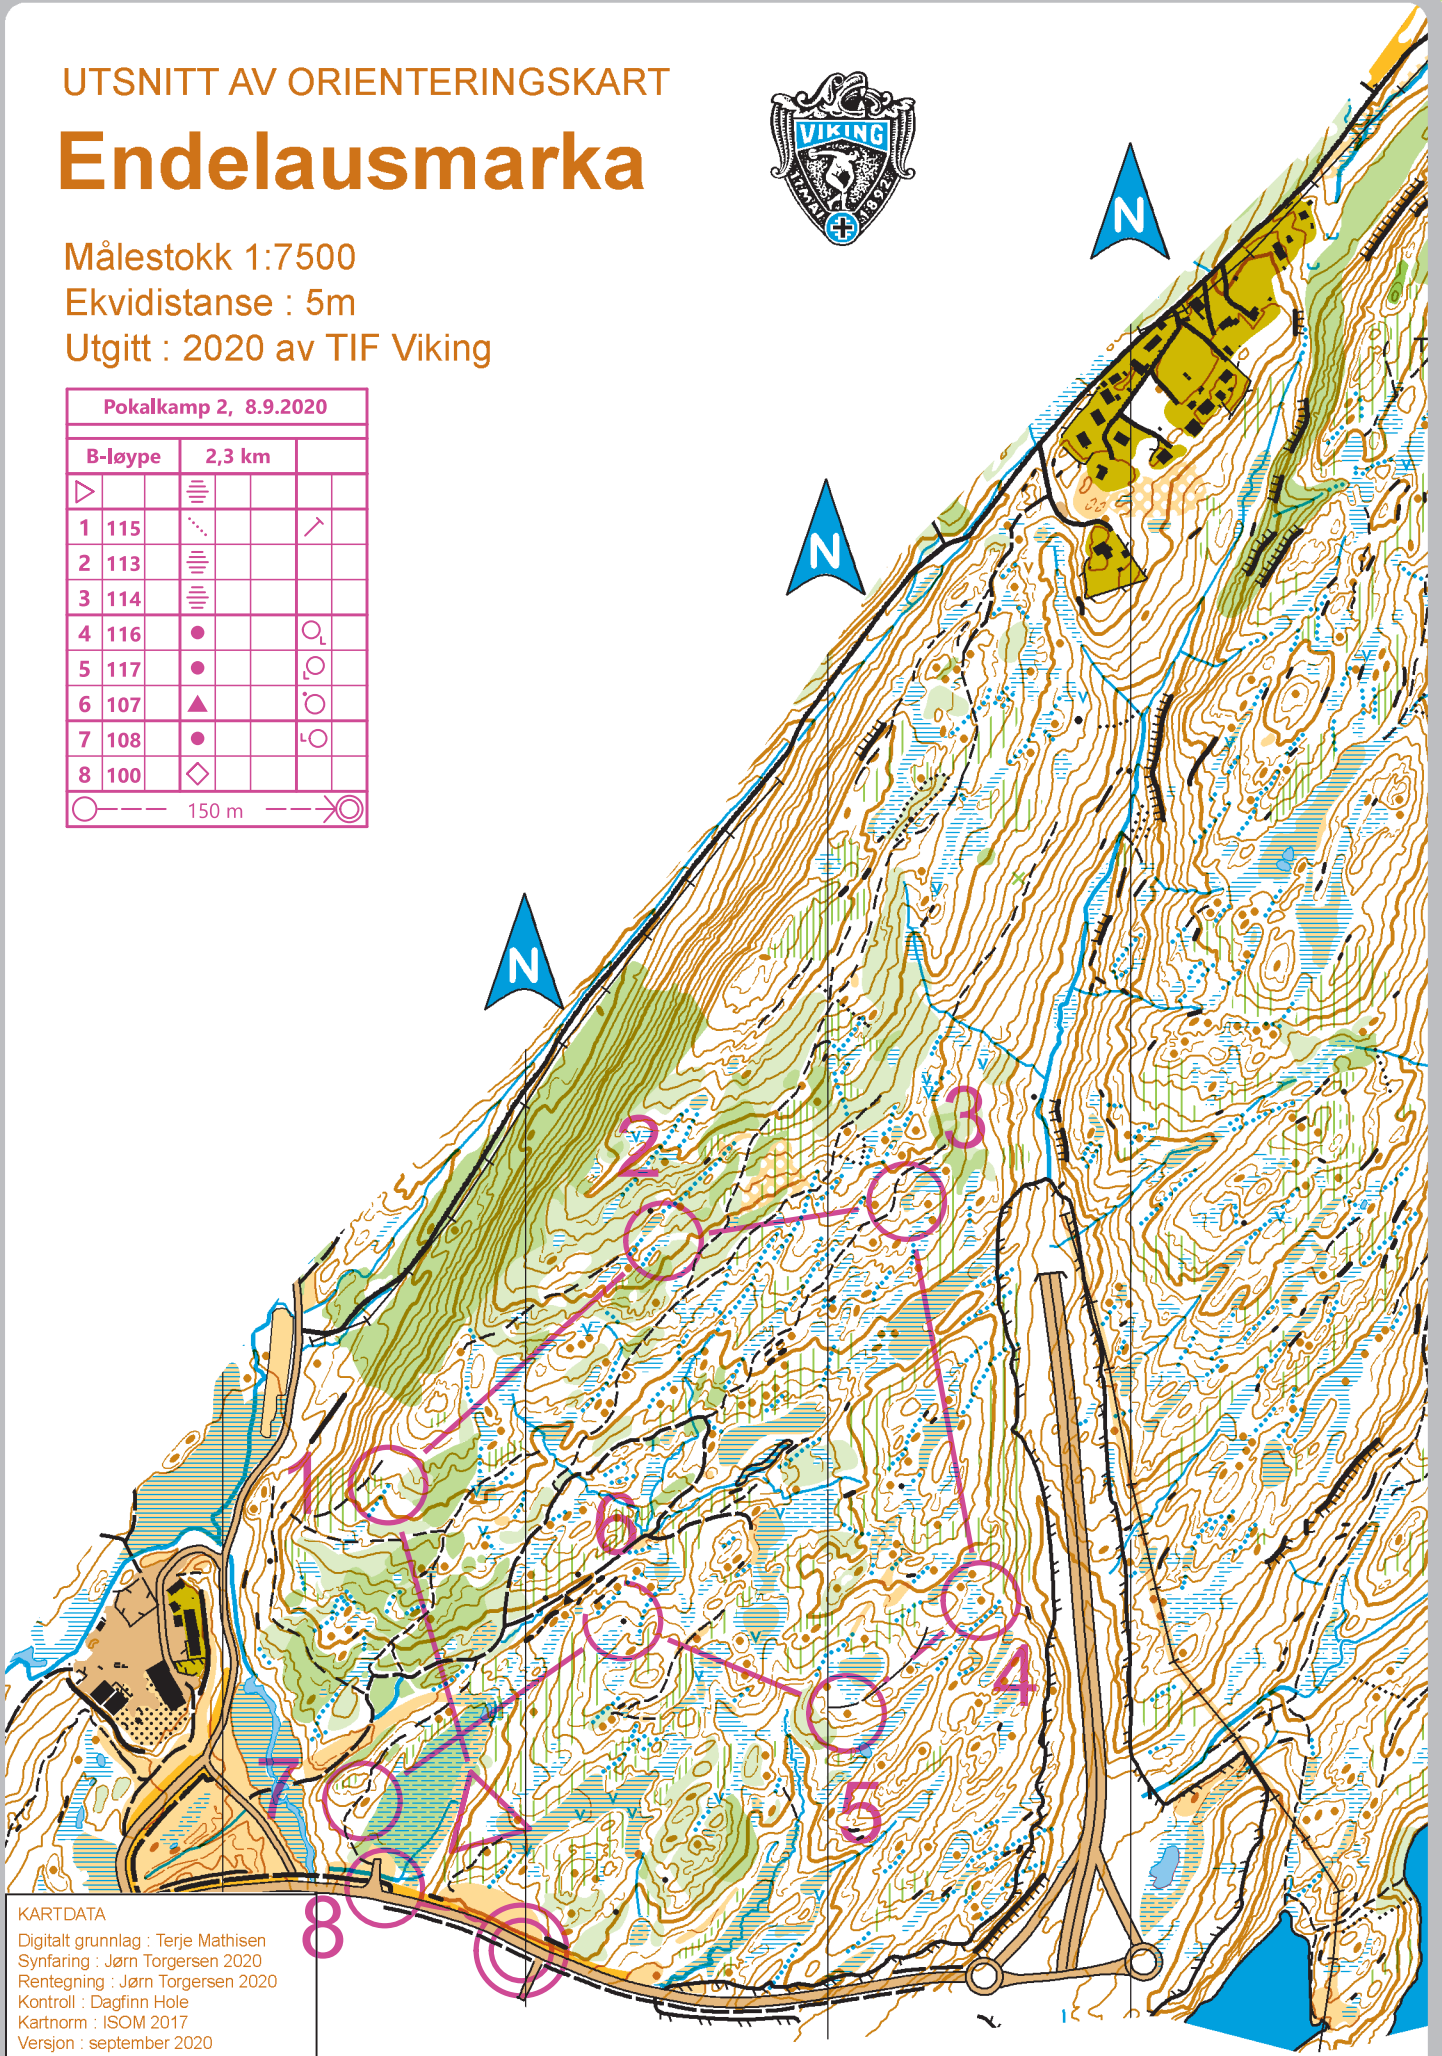 UTSNITT AV ORIENTERINGSKART
Endelausmarka
Målestokk 1:7500
Ekvidistanse : 5m
Utgitt : 2020 av TIF Viking
VIKING
17.MAI 1892
N
N
N
Pokalkamp 2, 8.9.2020
B-løype 2,3 km
1 115
2 113
3 114
4 116
5 117
6 107
7 108
8 100
150 m
2
3
1
6
4
7
5
8
KARTDATA
Digitalt grunnlag : Terje Mathisen
Synfaring : Jørn Torgersen 2020
Rentegning : Jørn Torgersen 2020
Kontroll : Dagfinn Hole
Kartnorm : ISOM 2017
Versjon : september 2020